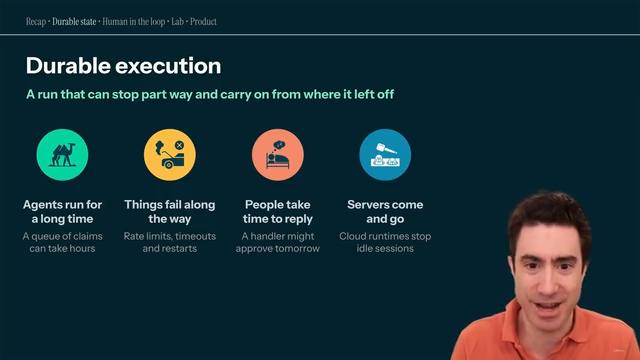 Recap • Durable state • Human in the loop • Lab • Product
Durable execution
A run that can stop part way and carry on from where it left off
Agents run for
a long time
A queue of claims
can take hours
Things fail along
the way
Rate limits, timeouts
and restarts
People take
time to reply
A handler might
approve tomorrow
Servers come
and go
Cloud runtimes stop
idle sessions